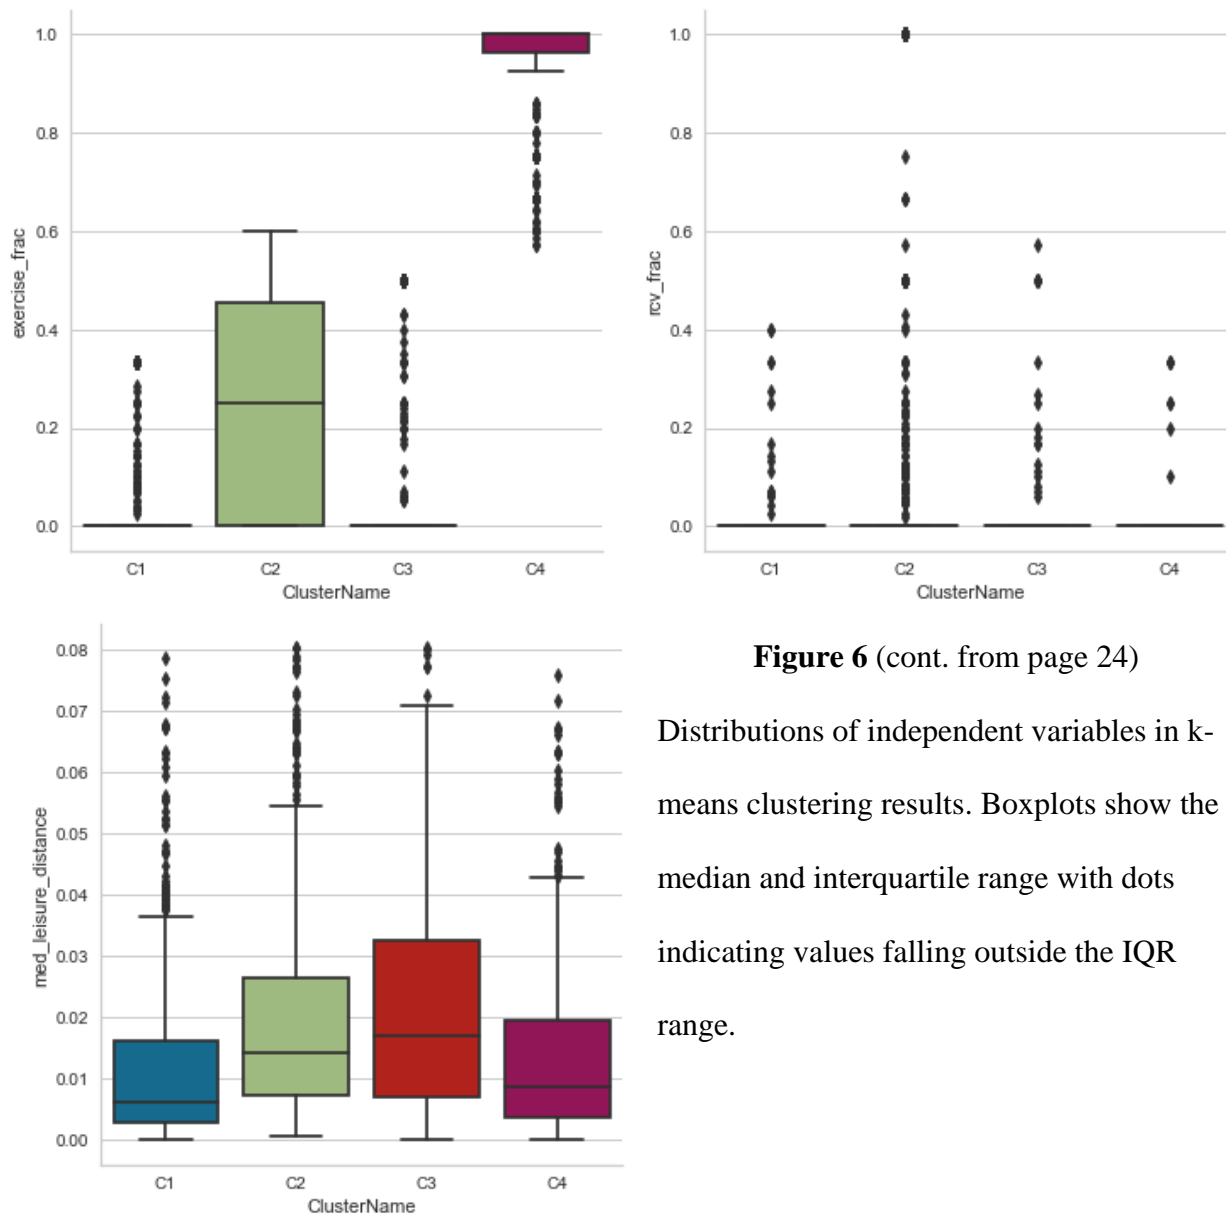 1.0
0.8
0.6
0.4
0.2
0.0
exercise_frac
C1 C2 C3 C4
ClusterName
1.0
0.8
0.6
0.4
0.2
0.0
rcv_frac
C1 C2 C3 C4
ClusterName
0.08
0.07
0.06
0.05
0.04
0.03
0.02
0.01
0.00
med_leisure_distance
C1 C2 C3 C4
ClusterName
Figure 6 (cont. from page 24)
Distributions of independent variables in k-
means clustering results. Boxplots show the
median and interquartile range with dots
indicating values falling outside the IQR
range.